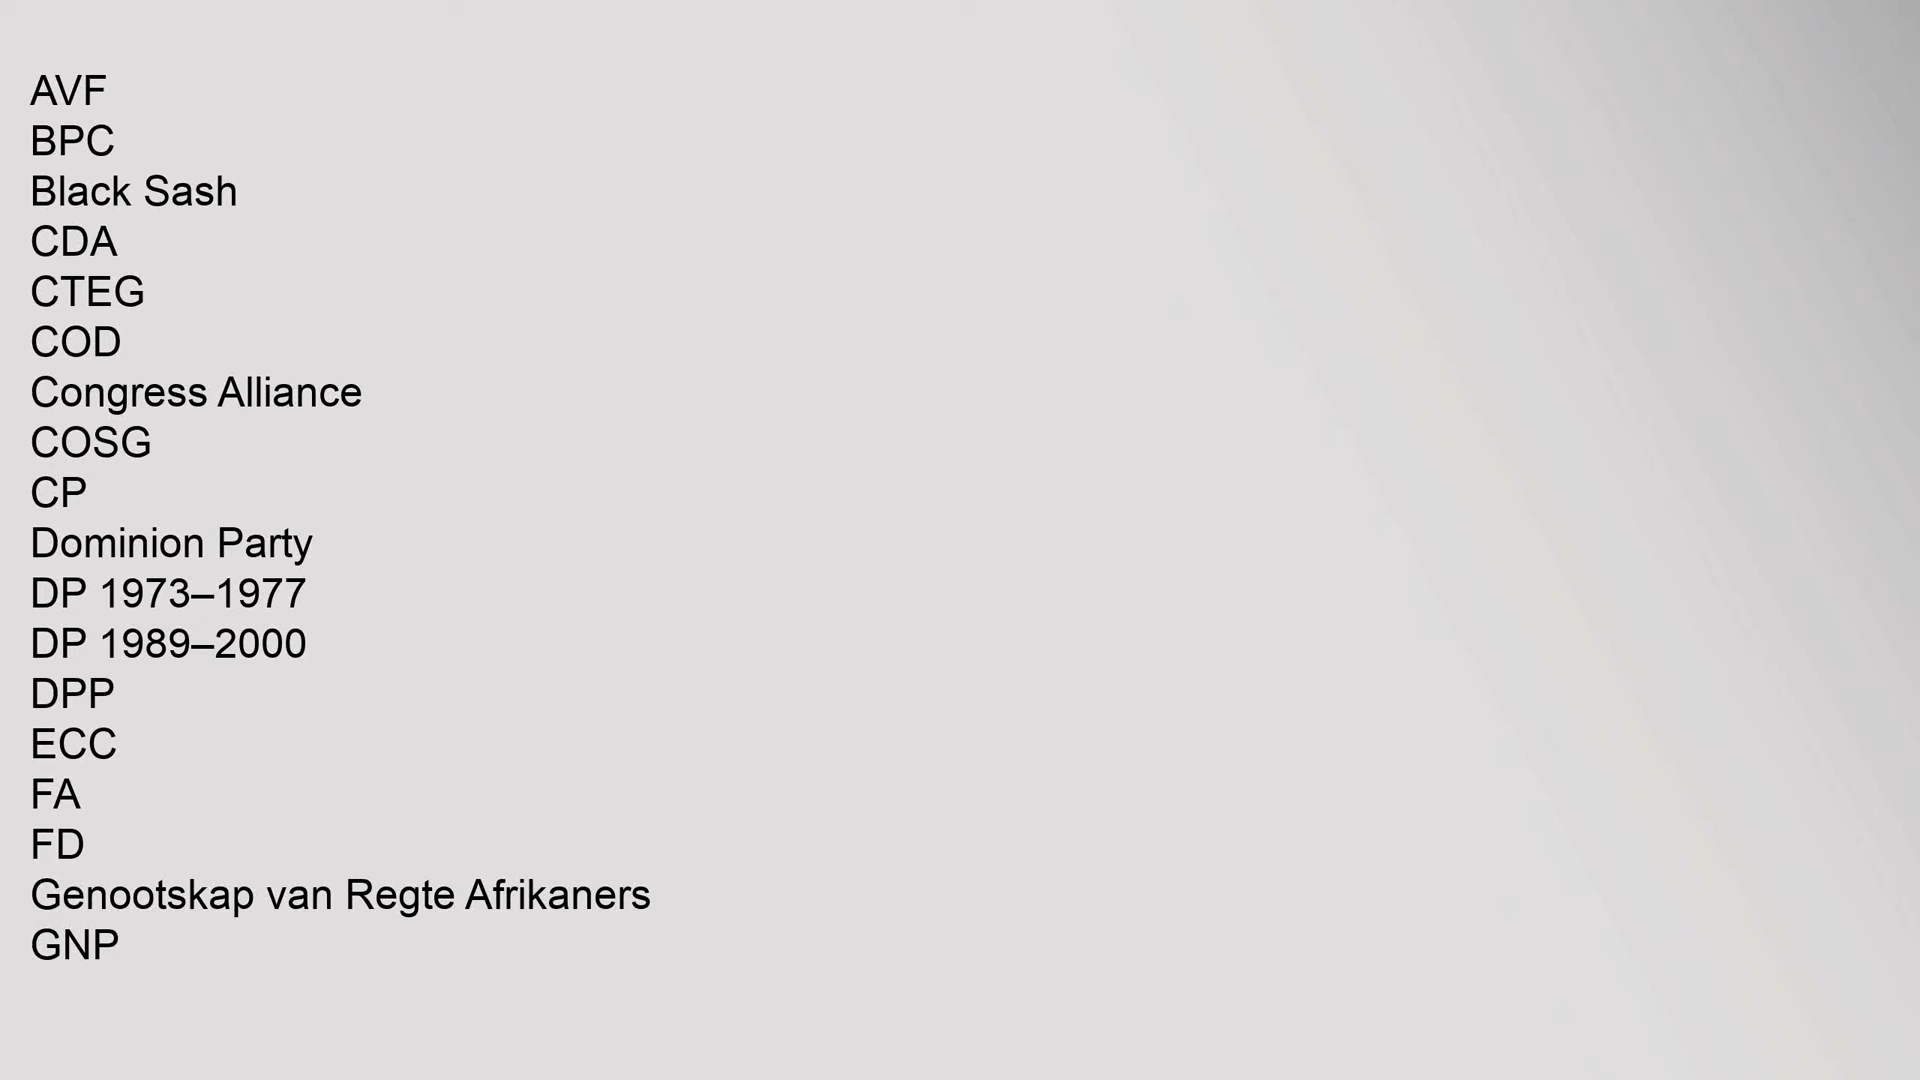 AVF
BPC
Black Sash
CDA
CTEG
COD
Congress Alliance
COSG
CP
Dominion Party
DP 1973–1977
DP 1989–2000
DPP
ECC
FA
FD
Genootskap van Regte Afrikaners
GNP